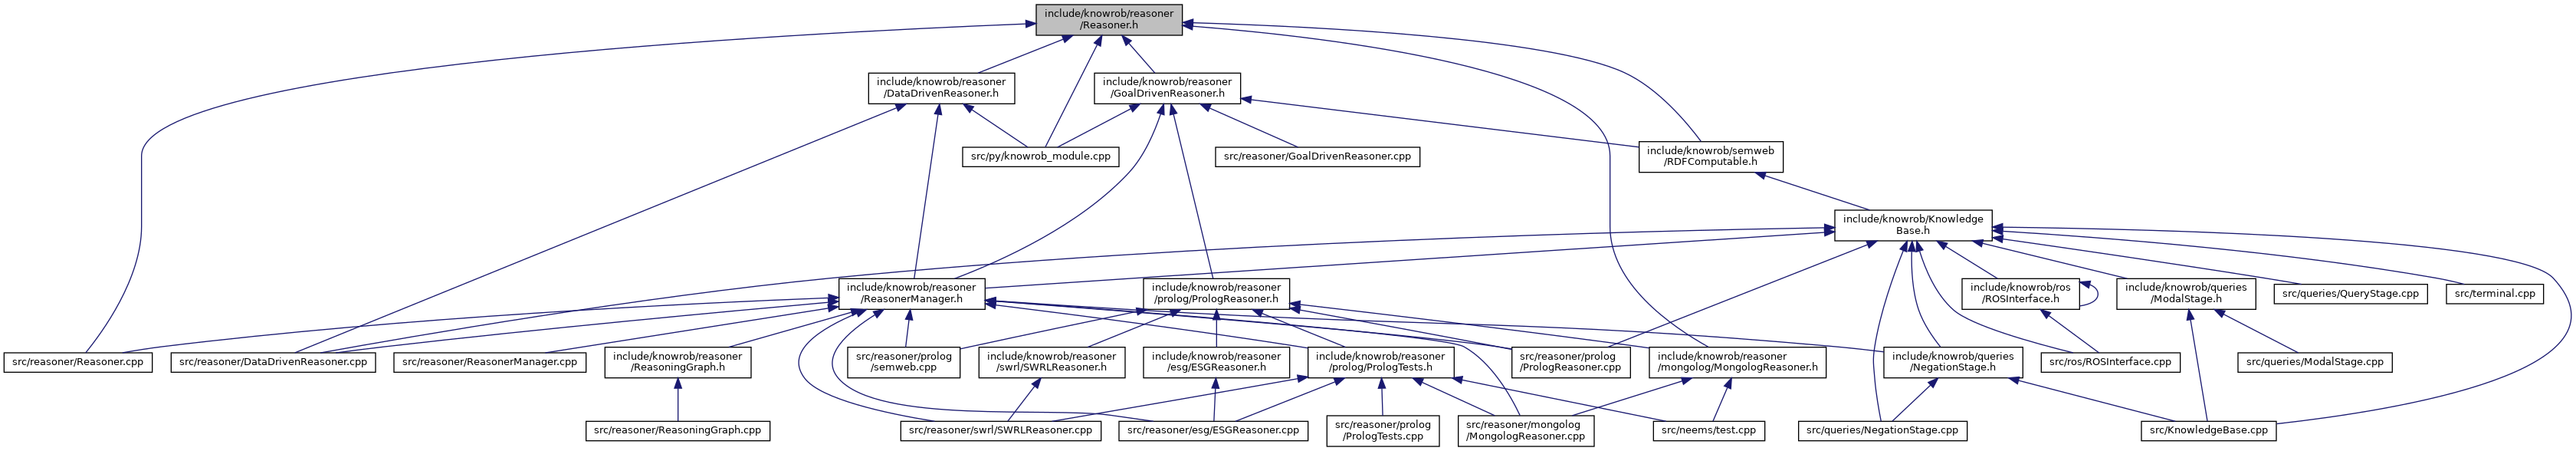 include/knowrob/reasoner
/Reasoner.h
include/knowrob/reasoner
/DataDrivenReasoner.h
include/knowrob/reasoner
/GoalDrivenReasoner.h
src/py/knowrob_module.cpp
src/reasoner/GoalDrivenReasoner.cpp
include/knowrob/semweb
/RDFComputable.h
include/knowrob/Knowledge
Base.h
include/knowrob/reasoner
/ReasonerManager.h
include/knowrob/reasoner
/prolog/PrologReasoner.h
include/knowrob/ros
/ROSInterface.h
include/knowrob/queries
/ModalStage.h
src/queries/QueryStage.cpp
src/terminal.cpp
src/reasoner/Reasoner.cpp
src/reasoner/DataDrivenReasoner.cpp
src/reasoner/ReasonerManager.cpp
include/knowrob/reasoner
/ReasoningGraph.h
src/reasoner/prolog
/semweb.cpp
include/knowrob/reasoner
/swrl/SWRLReasoner.h
include/knowrob/reasoner
/esg/ESGReasoner.h
include/knowrob/reasoner
/prolog/PrologTests.h
src/reasoner/prolog
/PrologReasoner.cpp
include/knowrob/reasoner
/mongolog/MongologReasoner.h
include/knowrob/queries
/NegationStage.h
src/ros/ROSInterface.cpp
src/queries/ModalStage.cpp
src/reasoner/ReasoningGraph.cpp
src/reasoner/swrl/SWRLReasoner.cpp
src/reasoner/esg/ESGReasoner.cpp
src/reasoner/prolog
/PrologTests.cpp
src/reasoner/mongolog
/MongologReasoner.cpp
src/neems/test.cpp
src/queries/NegationStage.cpp
src/KnowledgeBase.cpp